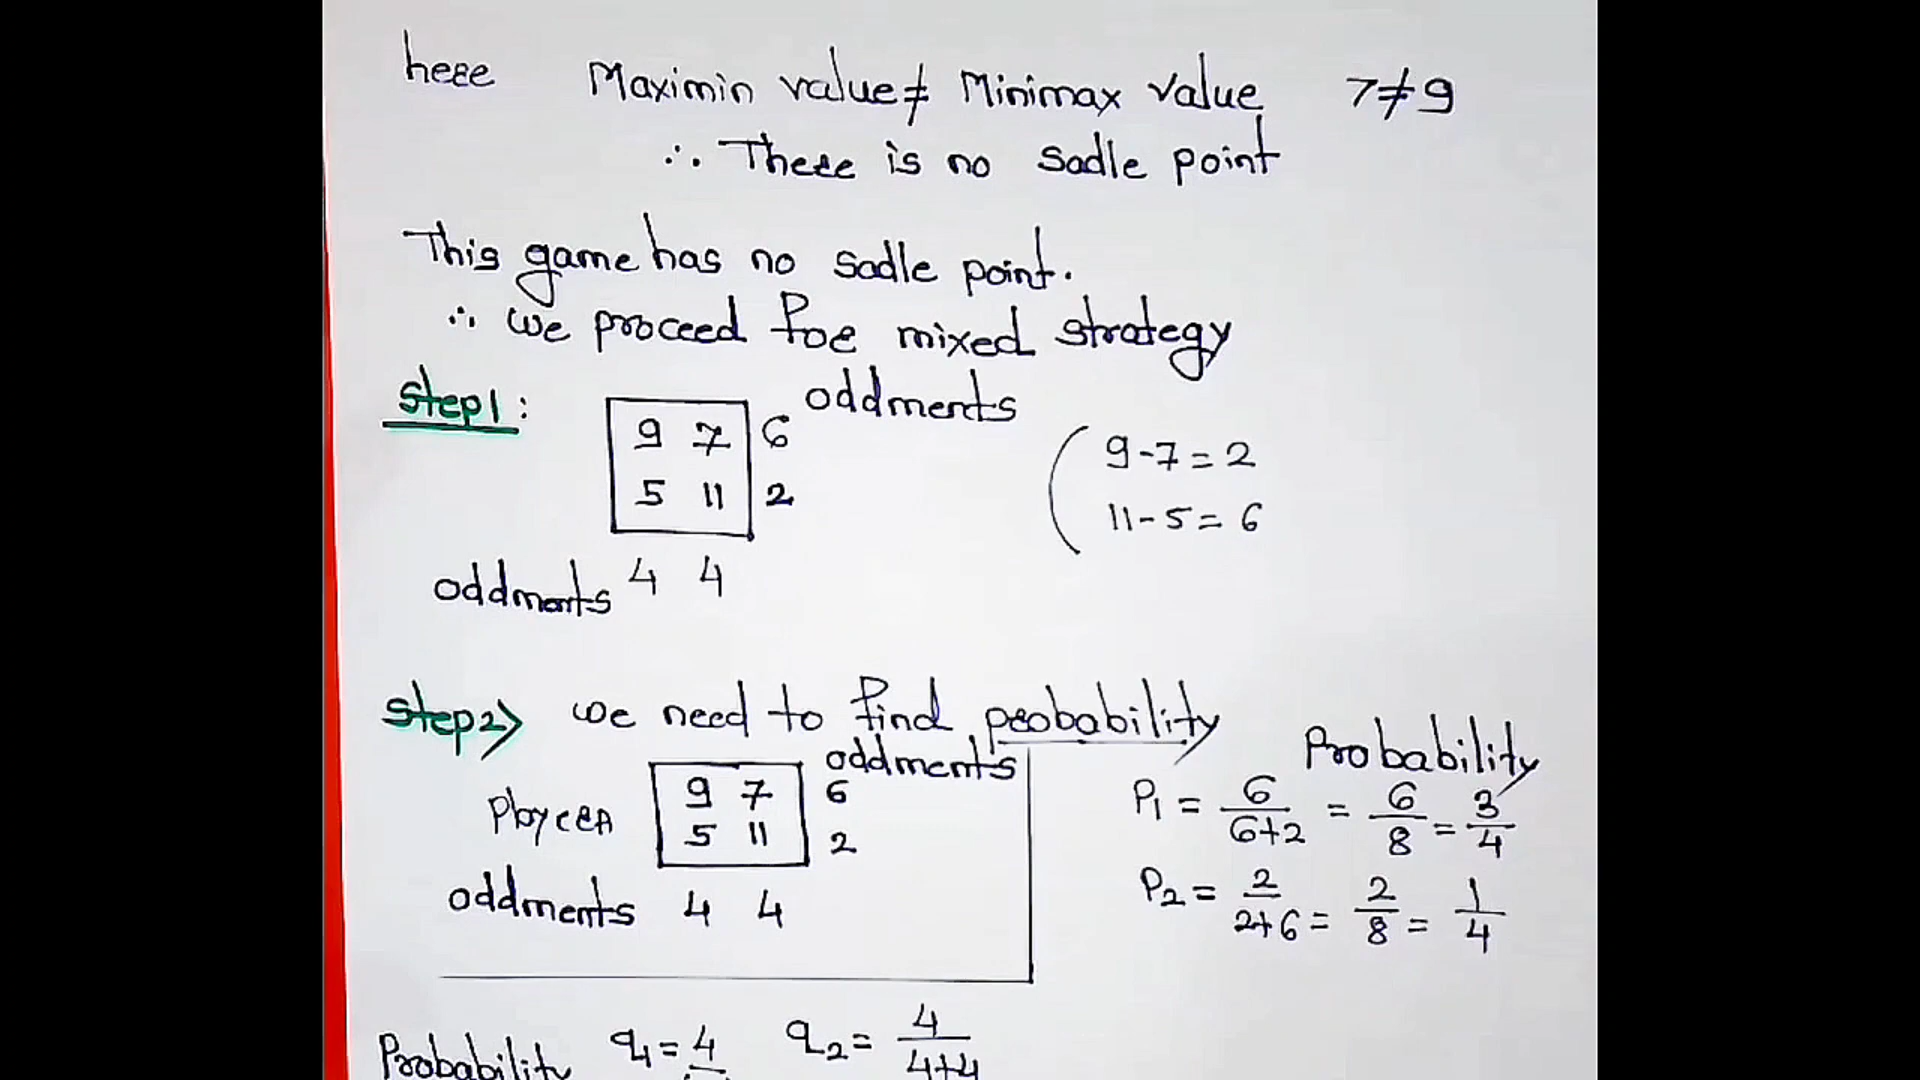 here Maximin value ≠ Minimax value 7≠9
∴ There is no sadle point
This game has no sadle point.
∴ we proceed for mixed strategy
Step1: oddments
9 7 6
5 11 2
9-7=2
11-5=6
oddments 4 4
Step2> we need to find probability
oddments
Player A 9 7 6
5 11 2
oddments 4 4
Probability
P1 = 6/6+2 = 6/8 = 3/4
P2 = 2/2+6 = 2/8 = 1/4
Probability q1 = 4 q2 = 4/4+4